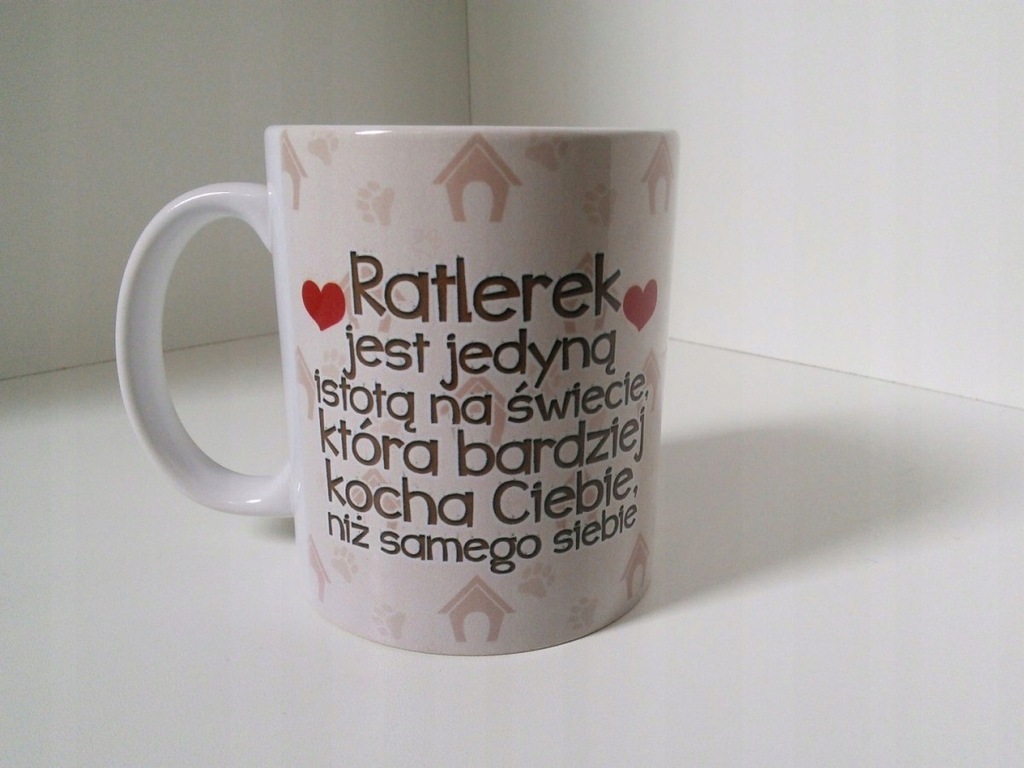 Ratlerek
jest jedyną
istotą na świecie,
która bardziej
kocha Ciebie,
niż samego siebie